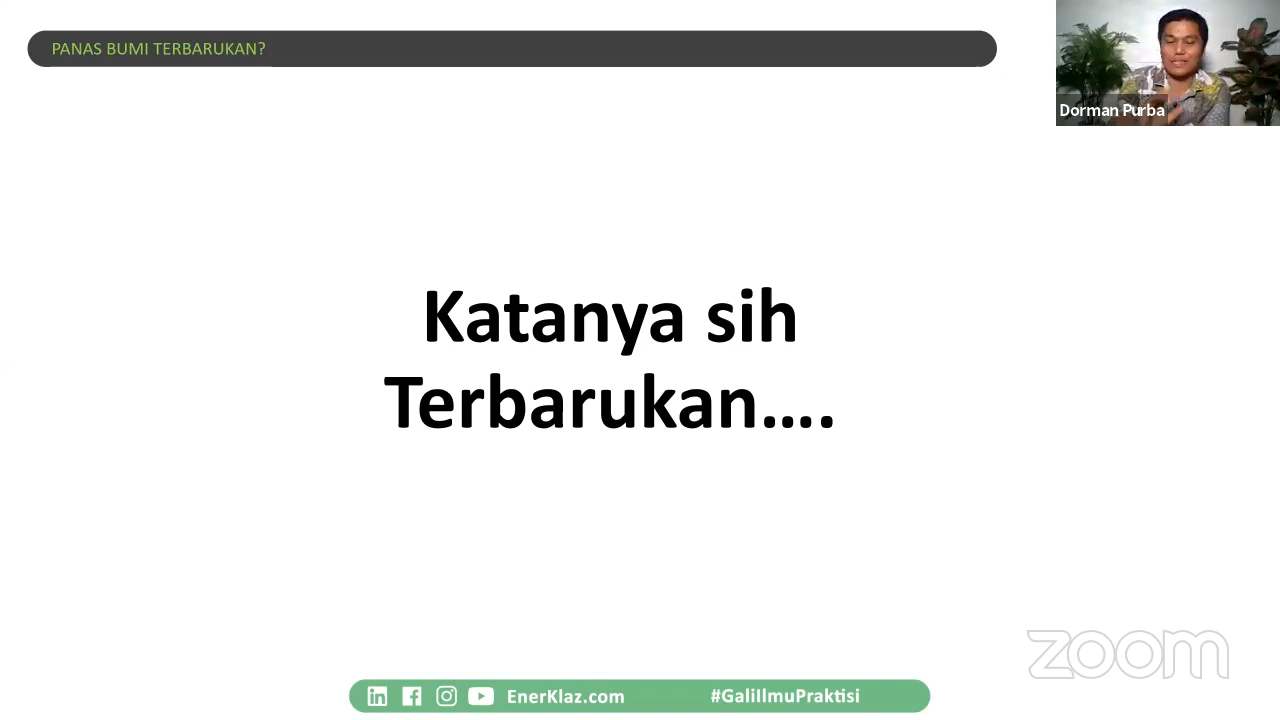 PANAS BUMI TERBARUKAN?
Dorman Purba
Katanya sih
Terbarukan....
zoom
EnerKlaz.com
#GaliIlmuPraktisi